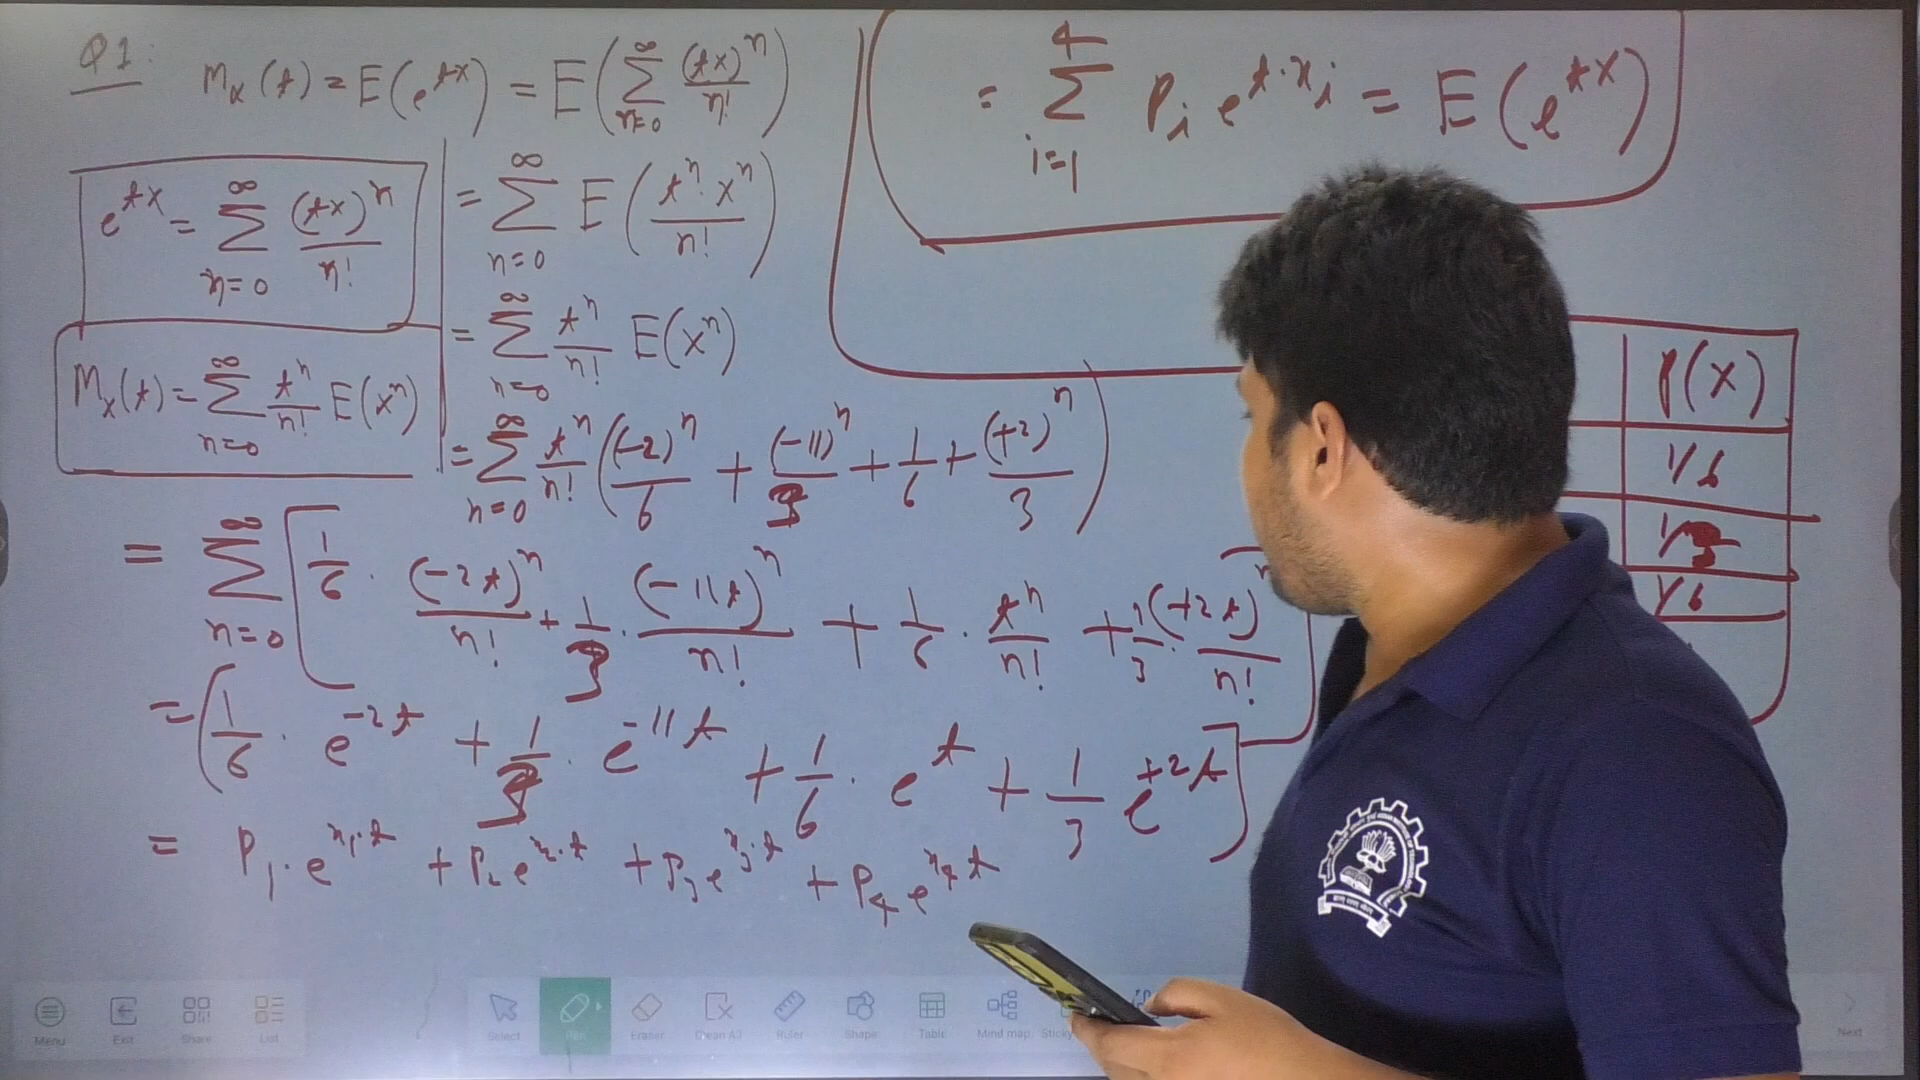 Q1: Mx(t) = E(e^{tx}) = E(∑_{n=0}^{∞} (tx)^n / n!)
e^{tx} = ∑_{n=0}^{∞} (tx)^n / n!
= ∑_{n=0}^{∞} E(t^n · x^n / n!)
= ∑_{n=0}^{∞} t^n / n! E(x^n)
Mx(t) = ∑_{n=0}^{∞} t^n / n! E(x^n)
= ∑_{n=0}^{∞} t^n / n! ((-2)^n / 6 + (-11)^n / 3 + 1/6 + (+2)^n / 3)
= ∑_{n=0}^{∞} [1/6 · (-2t)^n / n! + 1/3 · (-11t)^n / n! + 1/6 · t^n / n! + 1/3 · (+2t)^n / n!
= (1/6 · e^{-2t} + 1/3 · e^{-11t} + 1/6 · e^t + 1/3 e^{+2t}]
= P1 · e^{x1·t} + P2 e^{x2·t} + P3 e^{x3·t} + P4 e^{x4 t}
= ∑_{i=1}^{4} Pi e^{t·xi} = E(e^{tx})
P(x)
1/6
1/3
1/6
Menu
Exit
Share
List
Select
Pen
Eraser
Clean All
Ruler
Shape
Table
Mind map
Sticky
Next